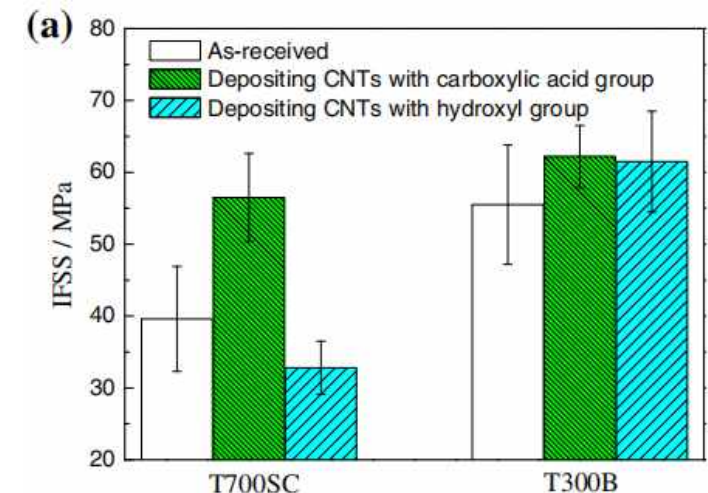 (a)
80
As-received
Depositing CNTs with carboxylic acid group
70
Depositing CNTs with hydroxyl group
60
50
40
30
20
IFSS / MPa
T700SC
T300B